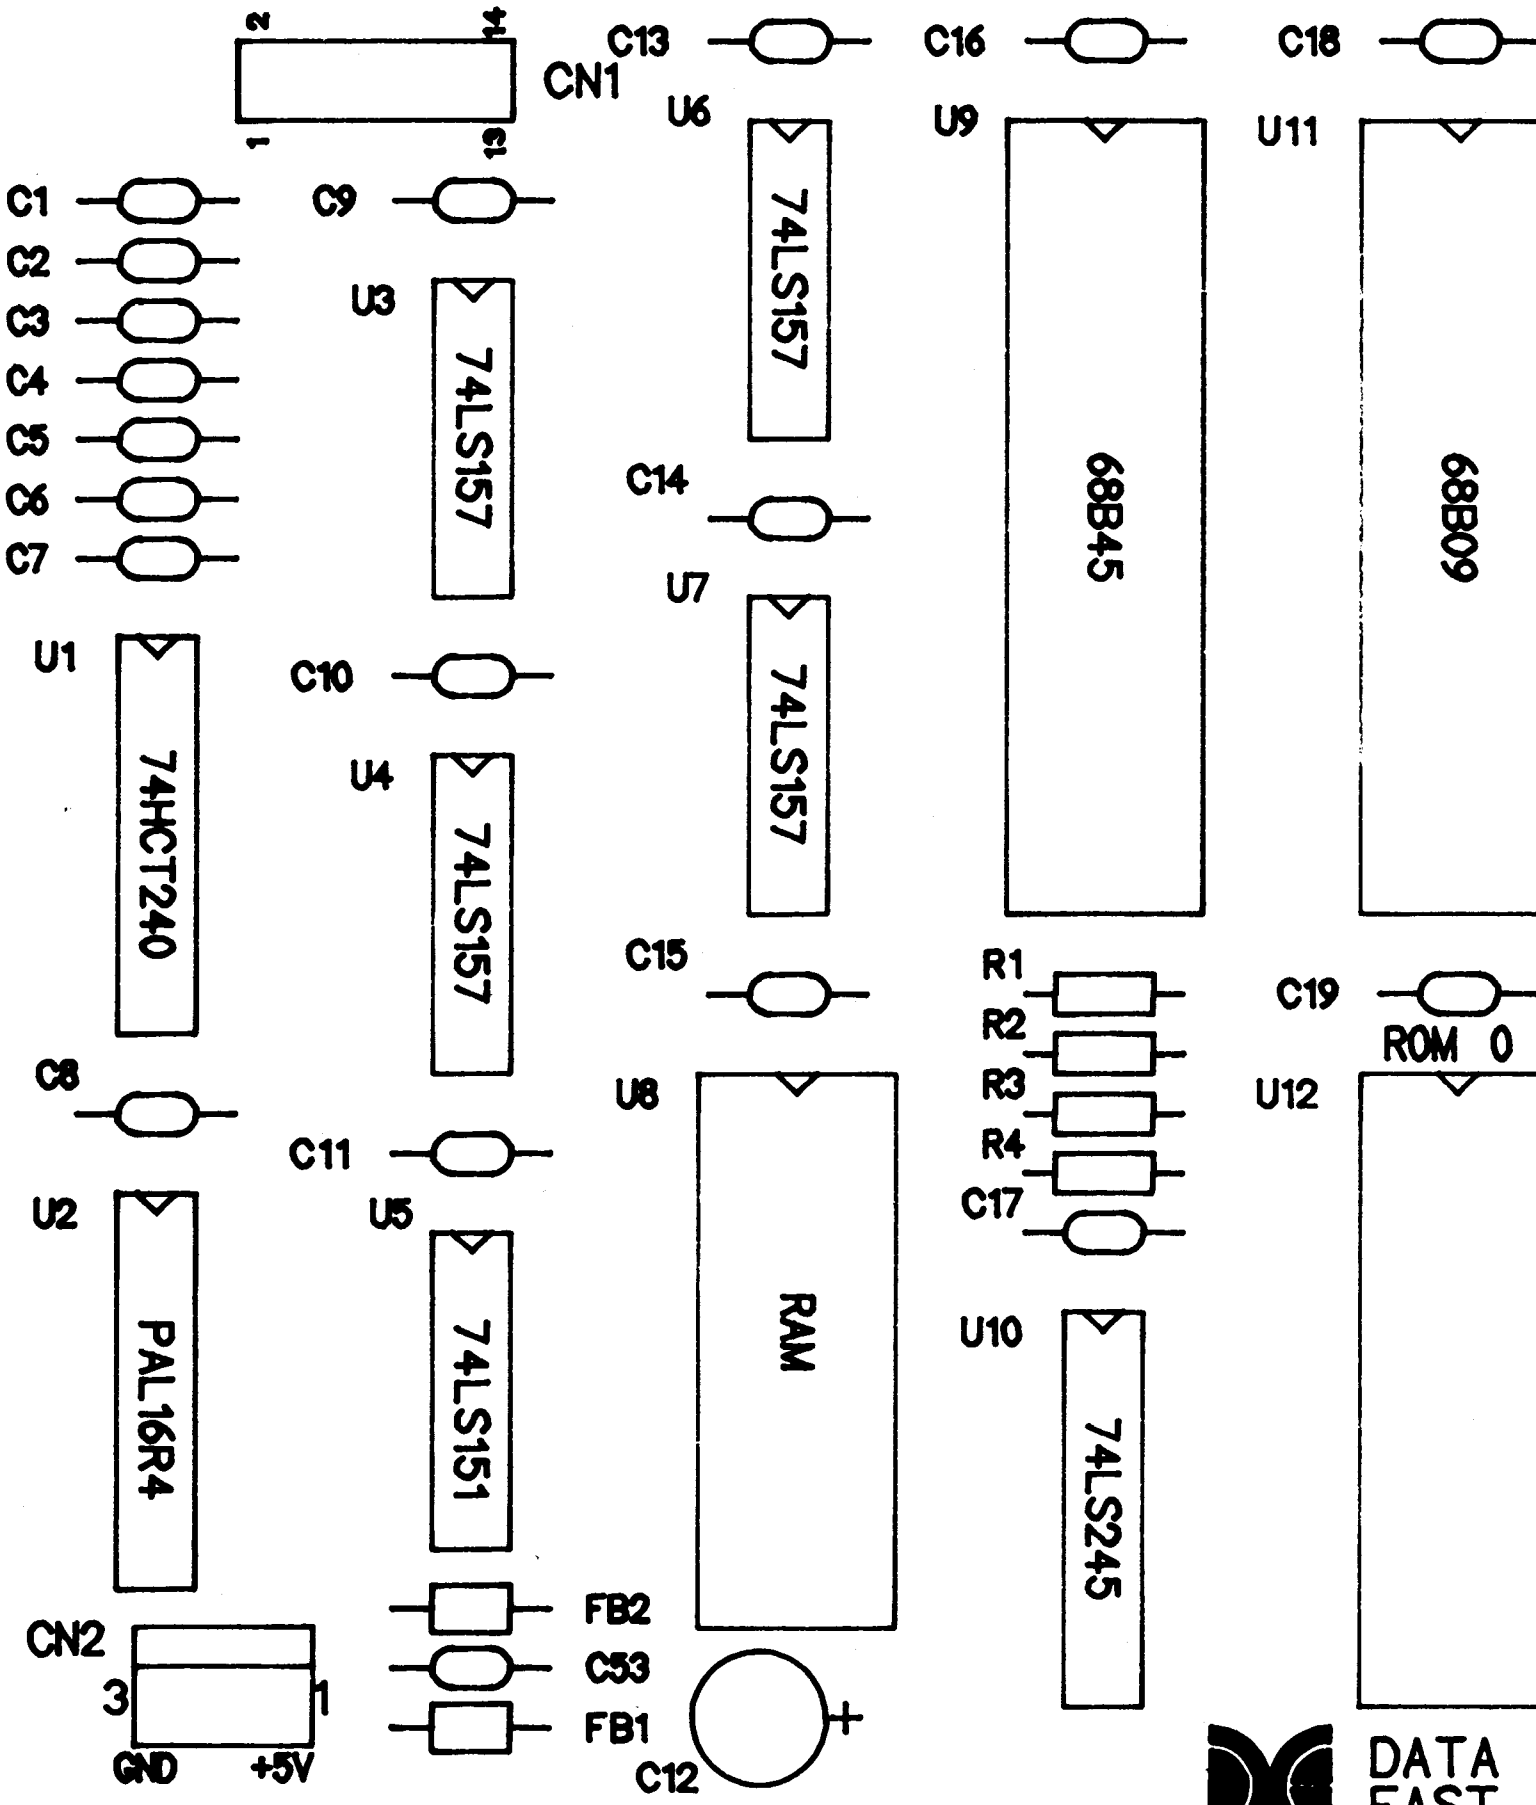 2
14
CN1
1
13
C13
C16
C18
U6
U9
U11
74LS157
68B45
68B09
C1
C2
C3
C4
C5
C6
C7
C9
U3
74LS157
C14
U7
74LS157
U1
74HCT240
C10
U4
74LS157
C15
R1
R2
R3
R4
C17
C19
ROM 0
U12
C8
U2
PAL16R4
C11
U5
74LS151
U8
RAM
U10
74LS245
CN2
3
1
GND
+5V
FB2
C53
FB1
C12
+
DATA
EAST